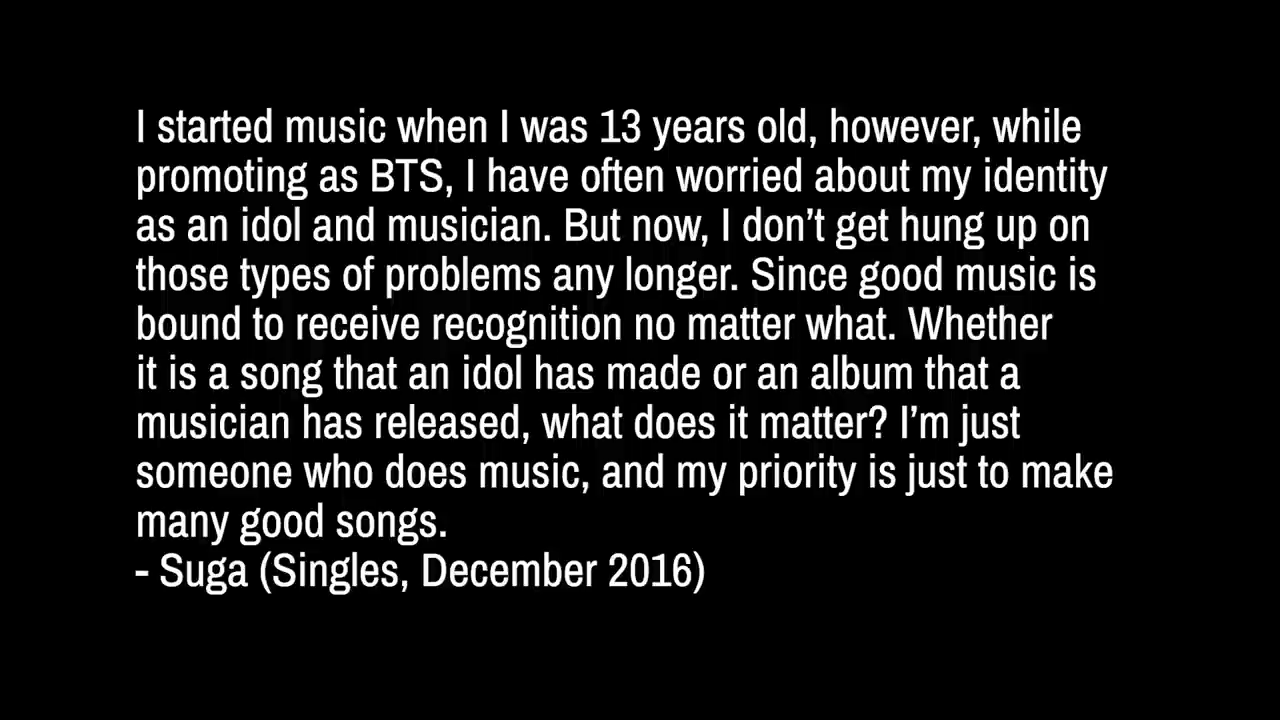 I started music when I was 13 years old, however, while
promoting as BTS, I have often worried about my identity
as an idol and musician. But now, I don’t get hung up on
those types of problems any longer. Since good music is
bound to receive recognition no matter what. Whether
it is a song that an idol has made or an album that a
musician has released, what does it matter? I’m just
someone who does music, and my priority is just to make
many good songs.
- Suga (Singles, December 2016)